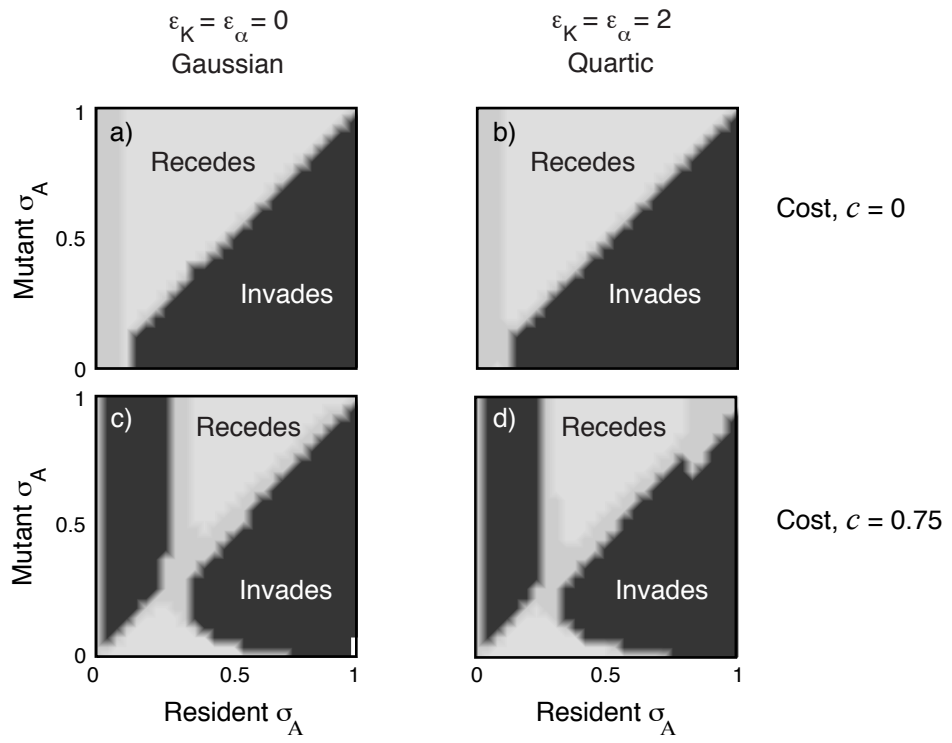 ε_K = ε_α = 0
Gaussian
ε_K = ε_α = 2
Quartic
a)
Recedes
Invades
b)
Recedes
Invades
Cost, c = 0
Mutant σ_A
1
0.5
0
c)
Recedes
Invades
d)
Recedes
Invades
Cost, c = 0.75
Mutant σ_A
1
0.5
0
0
0.5
1
0
0.5
1
Resident σ_A
Resident σ_A